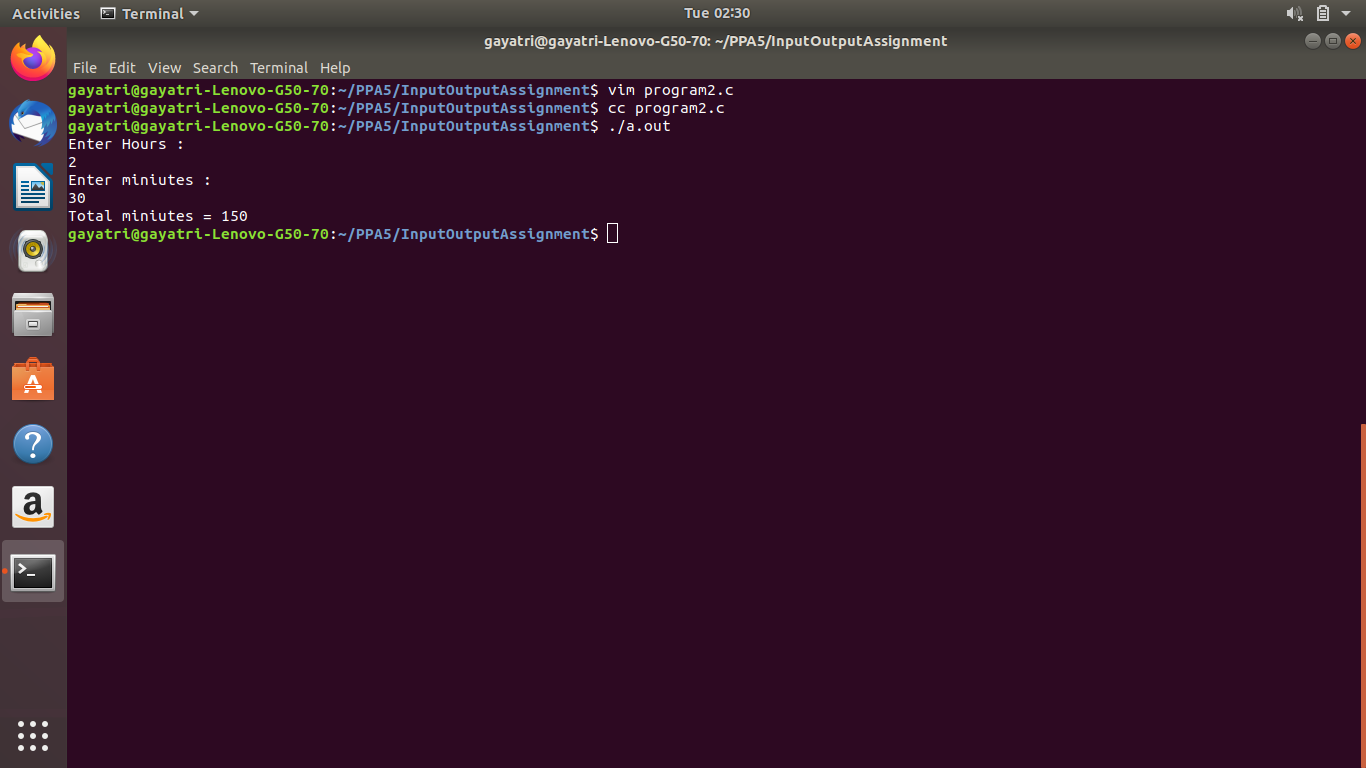 Activities Terminal Tue 02:30
gayatri@gayatri-Lenovo-G50-70: ~/PPA5/InputOutputAssignment
File Edit View Search Terminal Help
gayatri@gayatri-Lenovo-G50-70:~/PPA5/InputOutputAssignment$ vim program2.c
gayatri@gayatri-Lenovo-G50-70:~/PPA5/InputOutputAssignment$ cc program2.c
gayatri@gayatri-Lenovo-G50-70:~/PPA5/InputOutputAssignment$ ./a.out
Enter Hours :
2
Enter miniutes :
30
Total miniutes = 150
gayatri@gayatri-Lenovo-G50-70:~/PPA5/InputOutputAssignment$